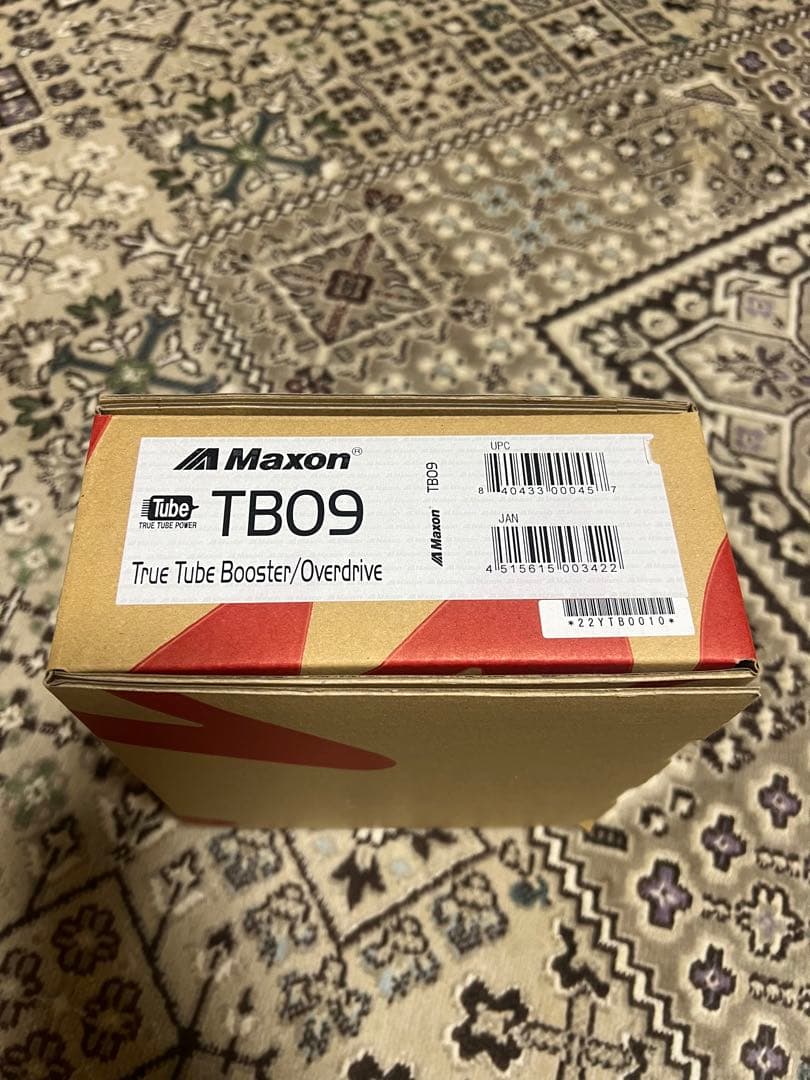 Maxon®
Tube
TRUE TUBE POWER
TB09
True Tube Booster/Overdrive
Maxon TB09
UPC
8 40433 00045 7
JAN
4 515615 003422
*22YTB0010*